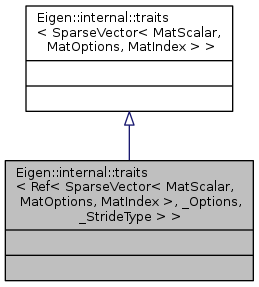 Eigen::internal::traits
< SparseVector< MatScalar,
MatOptions, MatIndex > >
Eigen::internal::traits
< Ref< SparseVector< MatScalar,
MatOptions, MatIndex >, _Options,
_StrideType > >